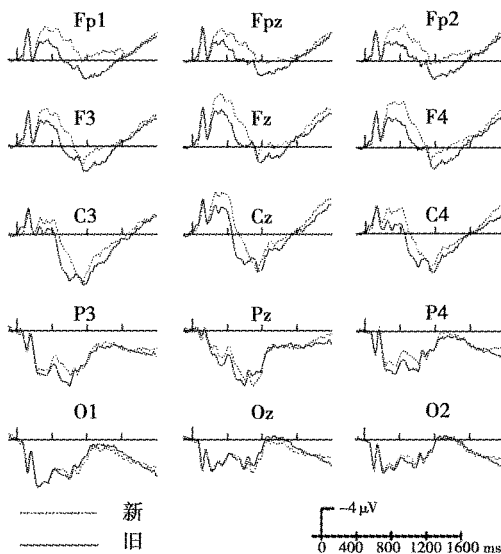 Fp1 Fpz Fp2
F3 Fz F4
C3 Cz C4
P3 Pz P4
O1 Oz O2
新
旧
−4 μV
0 400 800 1200 1600 ms